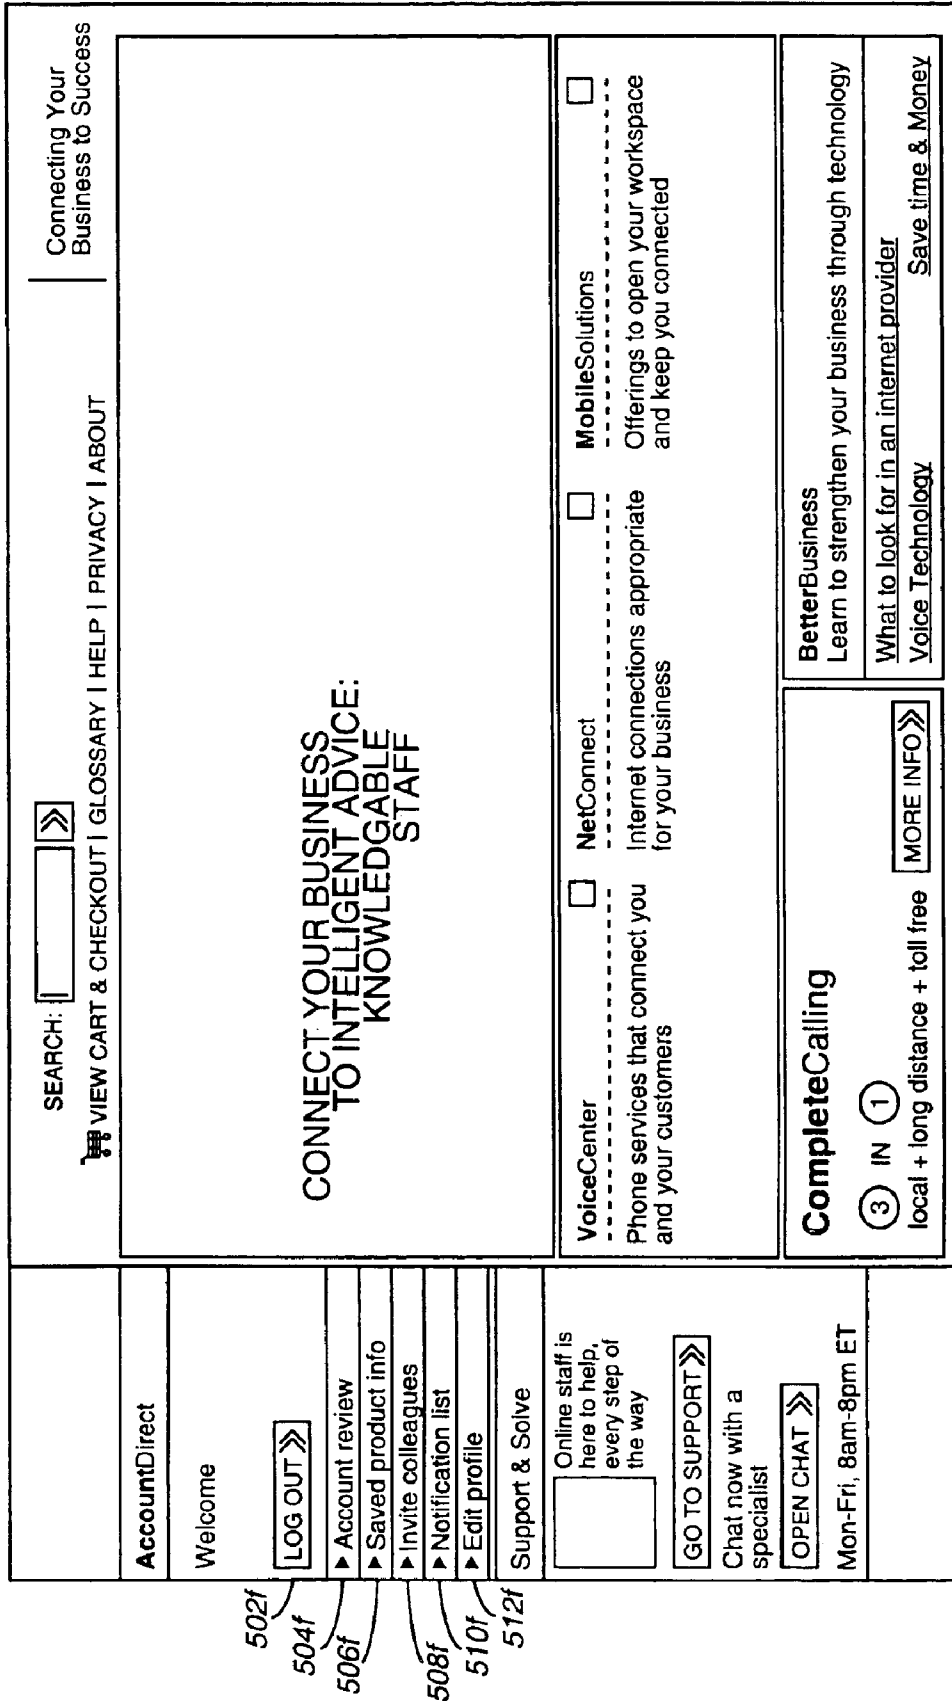 SEARCH:
VIEW CART & CHECKOUT | GLOSSARY | HELP | PRIVACY | ABOUT
Connecting Your
Business to Success
AccountDirect
Welcome
LOG OUT
502f
Account review
504f
Saved product info
506f
Invite colleagues
508f
Notification list
510f
Edit profile
512f
Support & Solve
Online staff is
here to help,
every step of
the way
GO TO SUPPORT
Chat now with a
specialist
OPEN CHAT
Mon-Fri, 8am-8pm ET
CONNECT YOUR BUSINESS
TO INTELLIGENT ADVICE:
KNOWLEDGABLE
STAFF
VoiceCenter
Phone services that connect you
and your customers
NetConnect
Internet connections appropriate
for your business
MobileSolutions
Offerings to open your workspace
and keep you connected
CompleteCalling
3 IN 1
local + long distance + toll free
MORE INFO
BetterBusiness
Learn to strengthen your business through technology
What to look for in an internet provider
Voice Technology Save time & Money